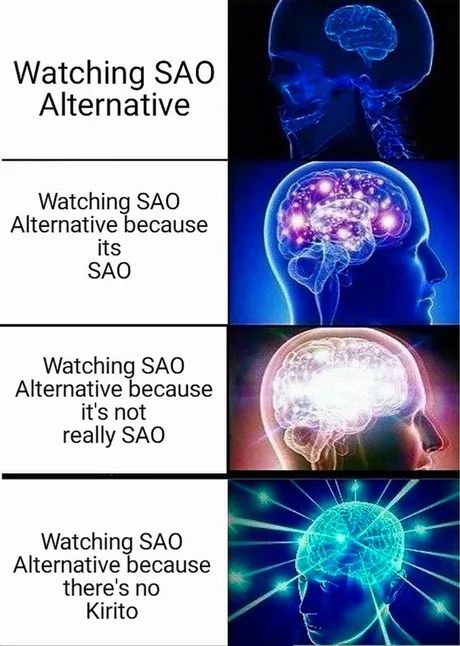 Watching SAO
Alternative
Watching SAO
Alternative because
its
SAO
Watching SAO
Alternative because
it's not
really SAO
Watching SAO
Alternative because
there's no
Kirito